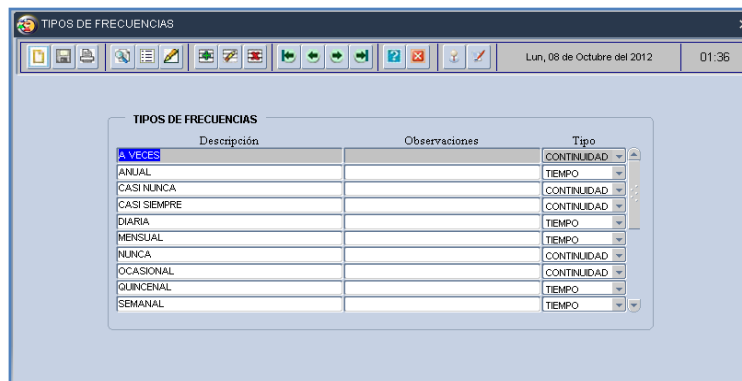 TIPOS DE FRECUENCIAS
Lun, 08 de Octubre del 2012 01:36
TIPOS DE FRECUENCIAS
Descripción Observaciones Tipo
A VECES CONTINUIDAD
ANUAL TIEMPO
CASI NUNCA CONTINUIDAD
CASI SIEMPRE CONTINUIDAD
DIARIA TIEMPO
MENSUAL TIEMPO
NUNCA CONTINUIDAD
OCASIONAL CONTINUIDAD
QUINCENAL TIEMPO
SEMANAL TIEMPO